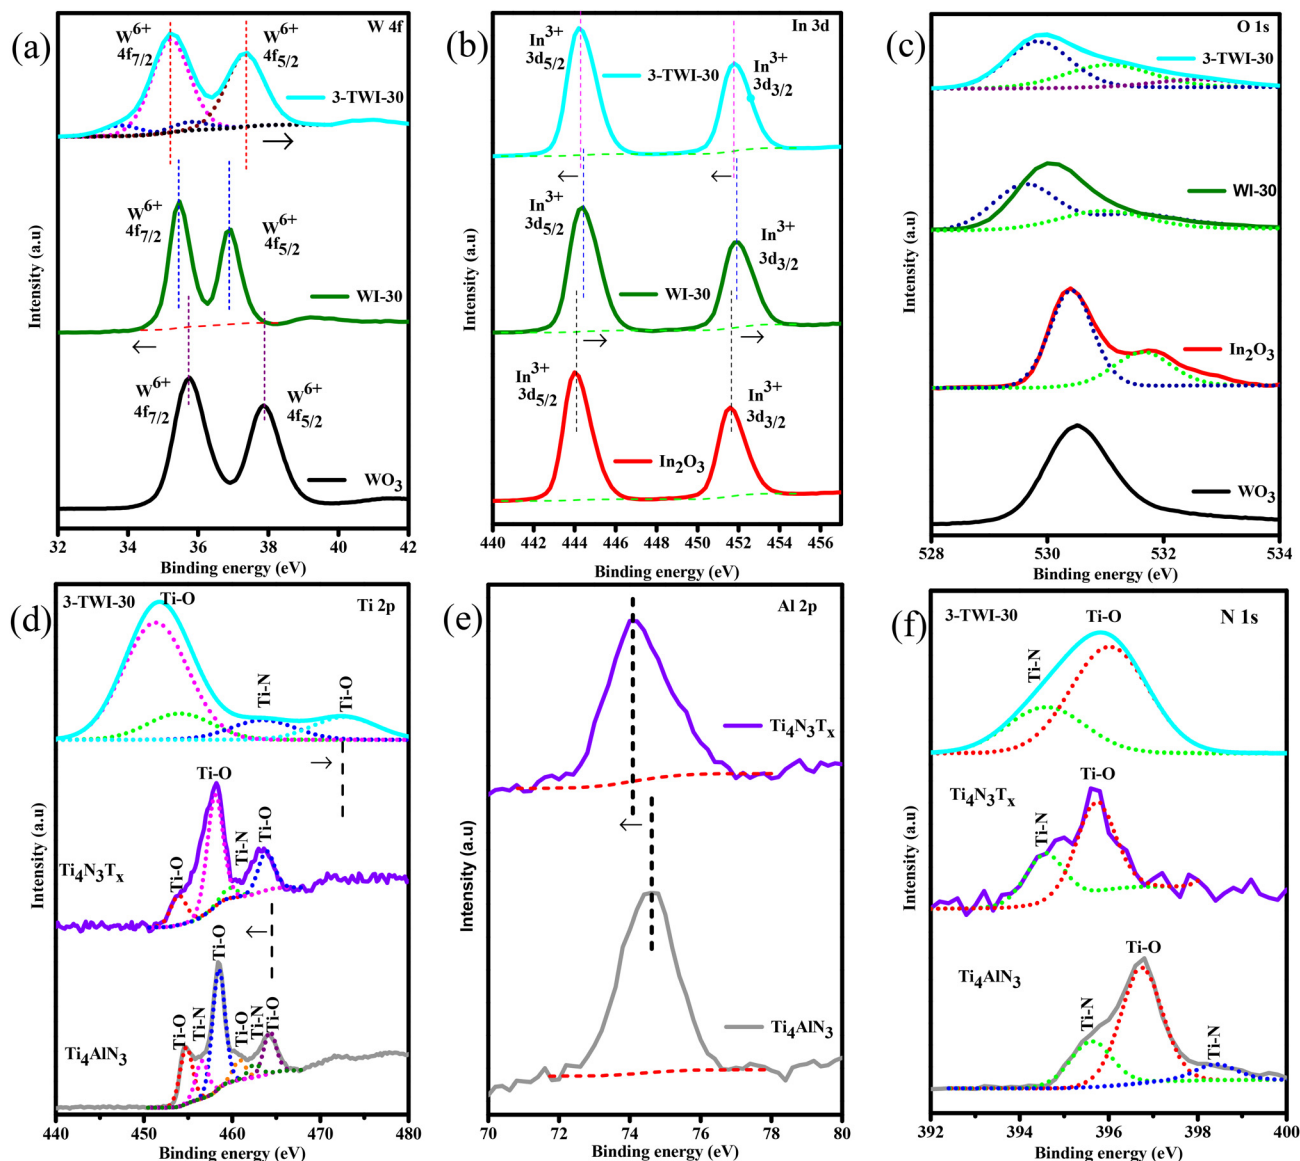 (a)
W 4f
W6+
4f7/2
W6+
4f5/2
3-TWI-30
W6+
4f7/2
W6+
4f5/2
WI-30
W6+
4f7/2
W6+
4f5/2
WO3
Intensity (a.u)
32 34 36 38 40 42
Binding energy (eV)
(b)
In 3d
In3+
3d5/2
In3+
3d3/2
3-TWI-30
In3+
3d5/2
In3+
3d3/2
WI-30
In3+
3d5/2
In3+
3d3/2
In2O3
Intensity (a.u)
440 442 444 446 448 450 452 454 456
Binding energy (eV)
(c)
O 1s
3-TWI-30
WI-30
In2O3
WO3
Intensity (a.u)
528 530 532 534
Binding energy (eV)
(d)
3-TWI-30
Ti-O
Ti 2p
Ti-N
Ti-O
Ti4N3Tx
Ti-O
Ti-O
Ti-N
Ti-O
Ti4AlN3
Ti-O
Ti-N
Ti-O
Ti-O
Ti-N
Ti-O
Intensity (a.u)
440 450 460 470 480
Binding energy (eV)
(e)
Al 2p
Ti4N3Tx
Ti4AlN3
Intensity (a.u)
70 72 74 76 78 80
Binding energy (eV)
(f)
3-TWI-30
Ti-O
N 1s
Ti-N
Ti4N3Tx
Ti-O
Ti-N
Ti4AlN3
Ti-O
Ti-N
Ti-N
Intensity (a.u)
392 394 396 398 400
Binding energy (eV)